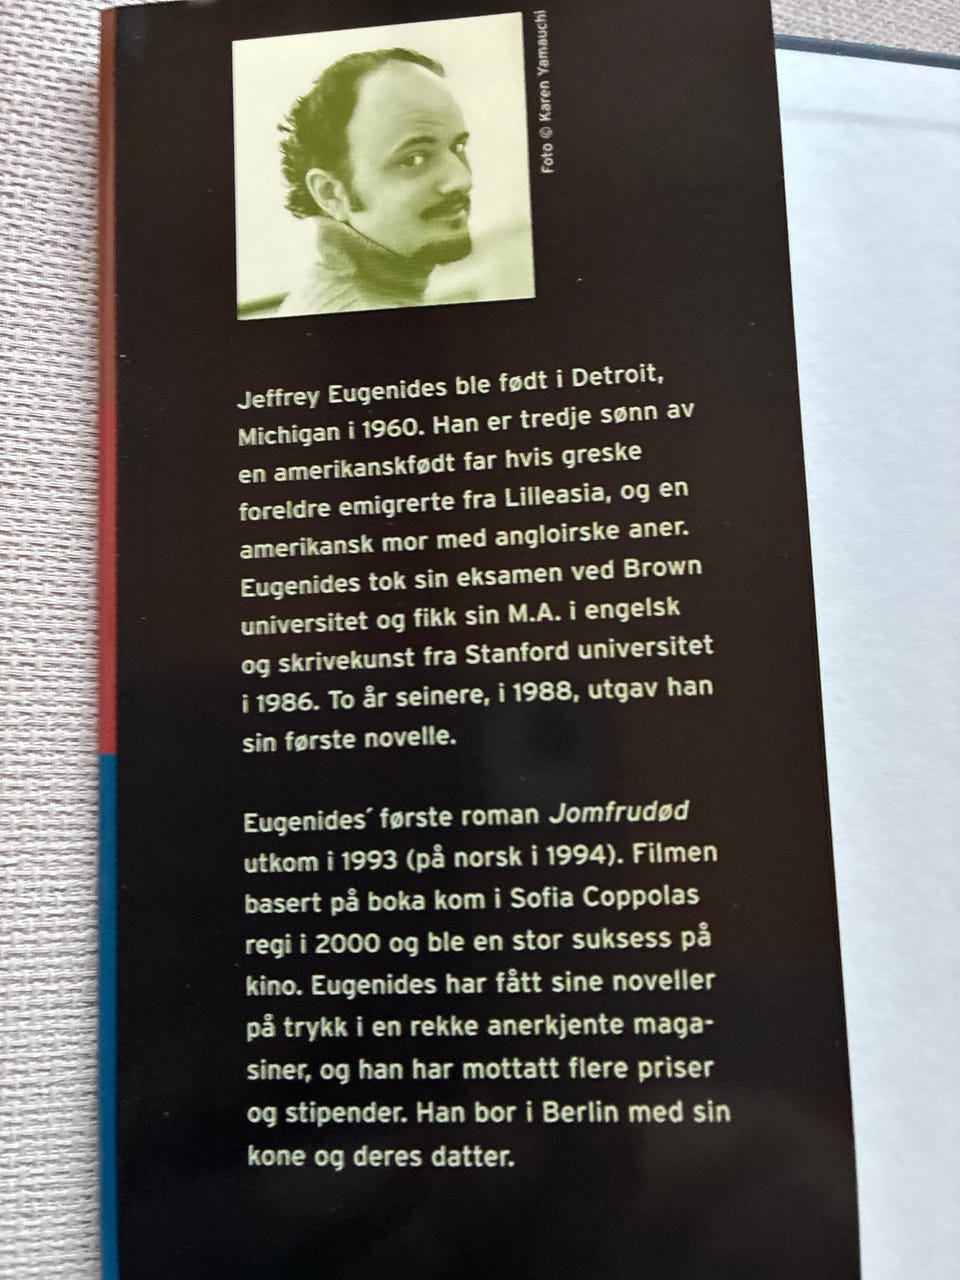 Foto © Karen Yamauchi
Jeffrey Eugenides ble født i Detroit,
Michigan i 1960. Han er tredje sønn av
en amerikanskfødt far hvis greske
foreldre emigrerte fra Lilleasia, og en
amerikansk mor med angloirske aner.
Eugenides tok sin eksamen ved Brown
universitet og fikk sin M.A. i engelsk
og skrivekunst fra Stanford universitet
i 1986. To år seinere, i 1988, utgav han
sin første novelle.
Eugenides´ første roman Jomfrudød
utkom i 1993 (på norsk i 1994). Filmen
basert på boka kom i Sofia Coppolas
regi i 2000 og ble en stor suksess på
kino. Eugenides har fått sine noveller
på trykk i en rekke anerkjente maga-
siner, og han har mottatt flere priser
og stipender. Han bor i Berlin med sin
kone og deres datter.